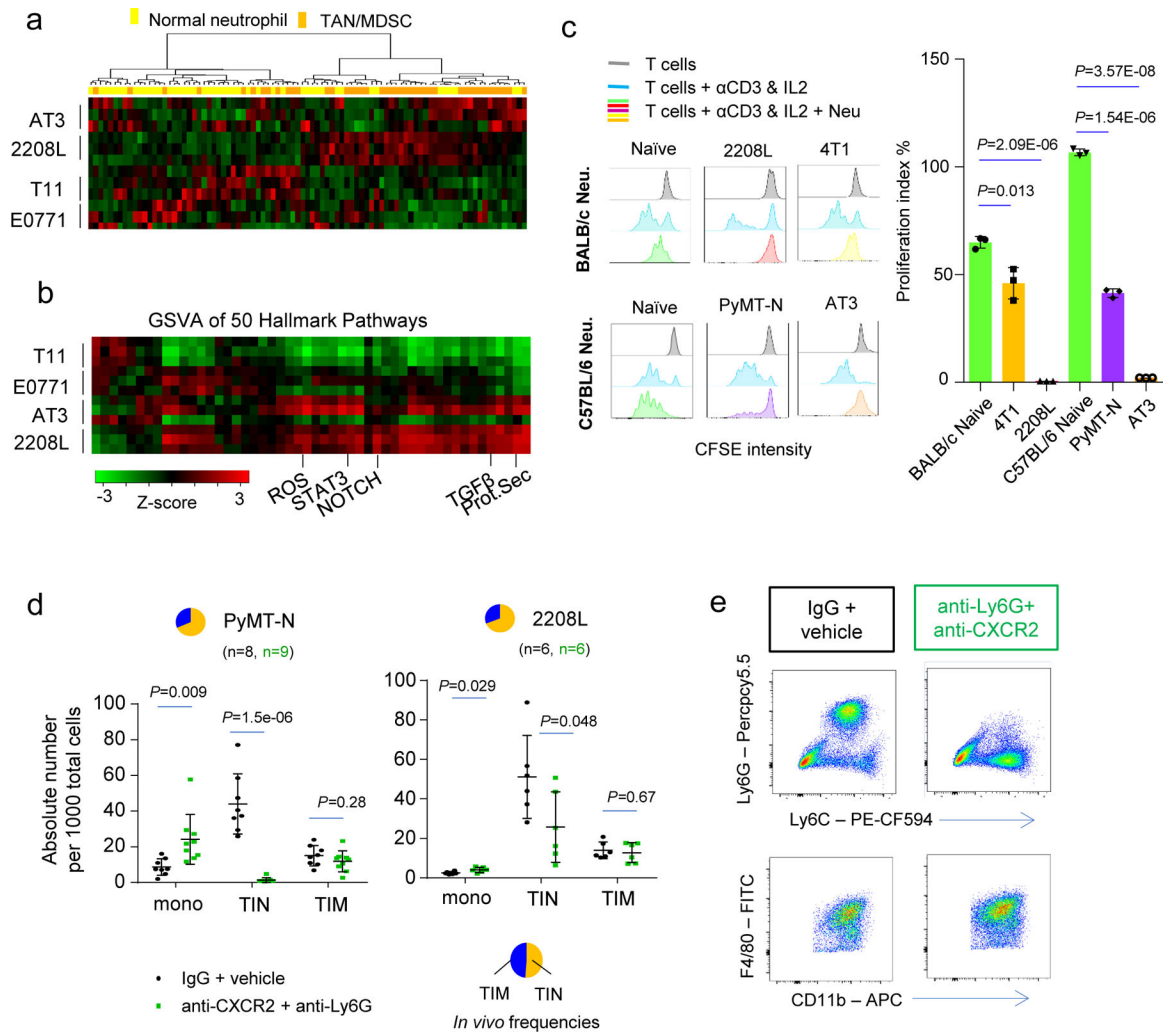 a
Normal neutrophil
TAN/MDSC
AT3
2208L
T11
E0771
b
GSVA of 50 Hallmark Pathways
T11
E0771
AT3
2208L
-3
3
Z-score
ROS
STAT3
NOTCH
TGFβ
Prot.Sec
c
T cells
T cells + αCD3 & IL2
T cells + αCD3 & IL2 + Neu
BALB/c Neu.
Naïve
2208L
4T1
C57BL/6 Neu.
Naïve
PyMT-N
AT3
CFSE intensity
Proliferation index %
150
100
50
0
P=3.57E-08
P=1.54E-06
P=2.09E-06
P=0.013
BALB/c Naive
4T1
2208L
C57BL/6 Naive
PyMT-N
AT3
d
PyMT-N
(n=8, n=9)
Absolute number
per 1000 total cells
100
80
60
40
20
0
P=0.009
P=1.5e-06
P=0.28
mono
TIN
TIM
2208L
(n=6, n=6)
100
80
60
40
20
0
P=0.029
P=0.048
P=0.67
mono
TIN
TIM
IgG + vehicle
anti-CXCR2 + anti-Ly6G
TIM
TIN
In vivo frequencies
e
IgG +
vehicle
anti-Ly6G+
anti-CXCR2
Ly6G – Percpcy5.5
Ly6C – PE-CF594
F4/80 – FITC
CD11b – APC